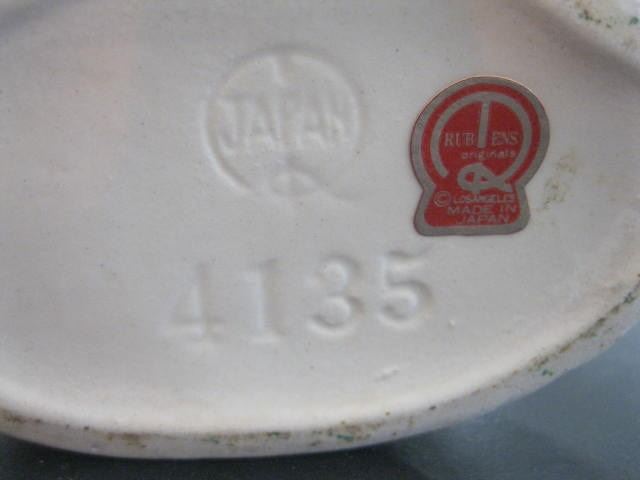 JAPAN
4135
RUBENS
originals
© LOS ANGELES
MADE IN
JAPAN